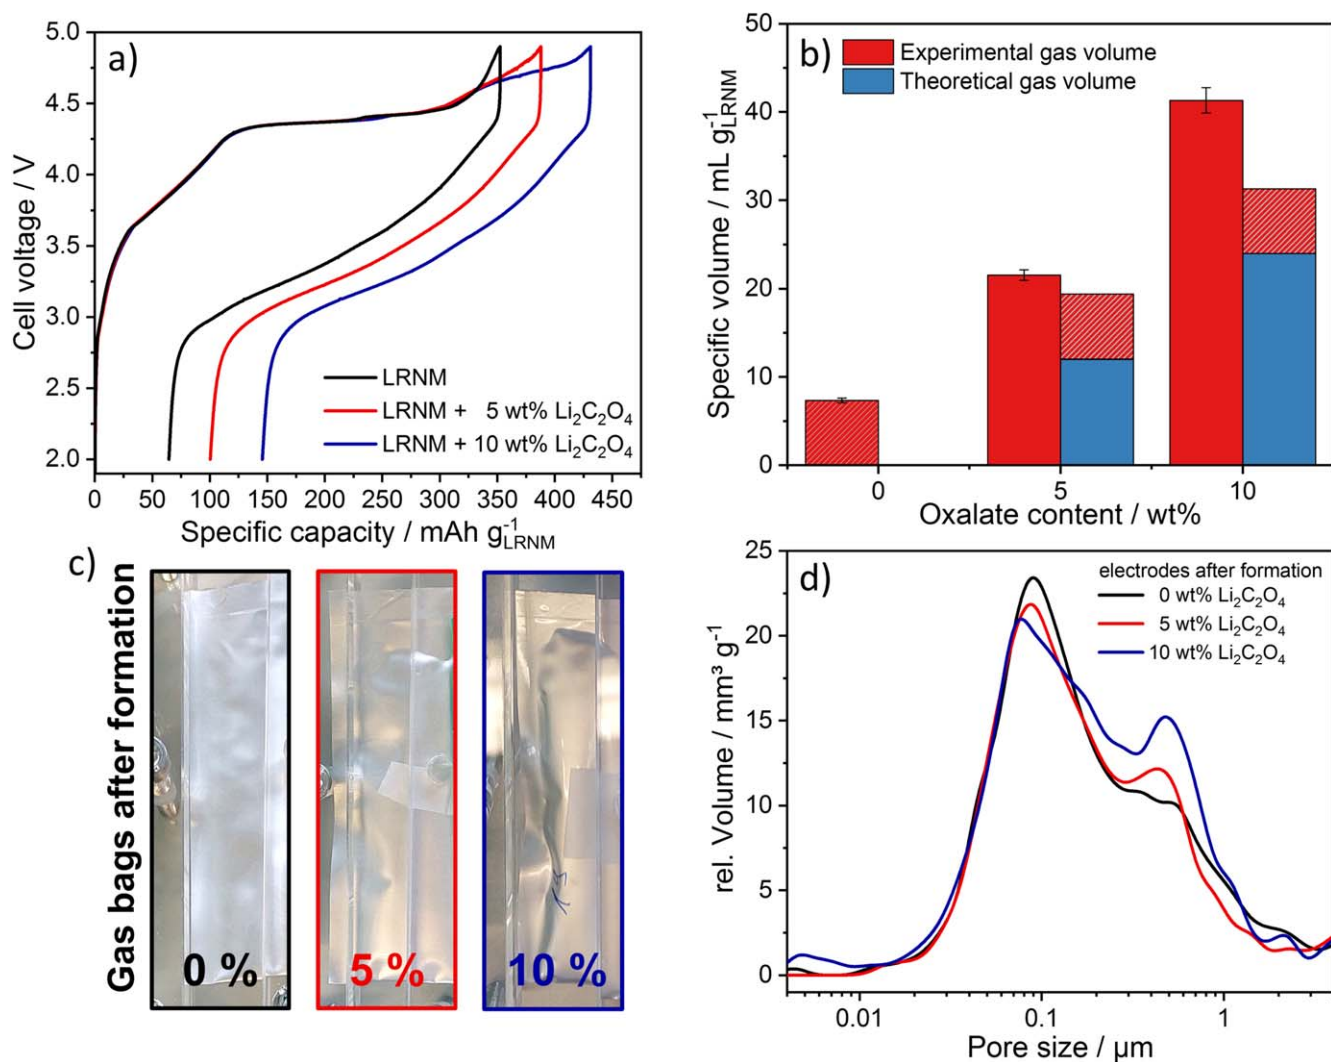 a)
5.0
4.5
4.0
3.5
3.0
2.5
2.0
Cell voltage / V
LRNM
LRNM + 5 wt% Li₂C₂O₄
LRNM + 10 wt% Li₂C₂O₄
0 50 100 150 200 250 300 350 400 450
Specific capacity / mAh g⁻¹LRNM
b)
50
40
30
20
10
0
Specific volume / mL g⁻¹LRNM
Experimental gas volume
Theoretical gas volume
0 5 10
Oxalate content / wt%
c)
Gas bags after formation
0 %
5 %
10 %
d)
25
20
15
10
5
0
rel. Volume / mm³ g⁻¹
electrodes after formation
0 wt% Li₂C₂O₄
5 wt% Li₂C₂O₄
10 wt% Li₂C₂O₄
0.01 0.1 1
Pore size / µm